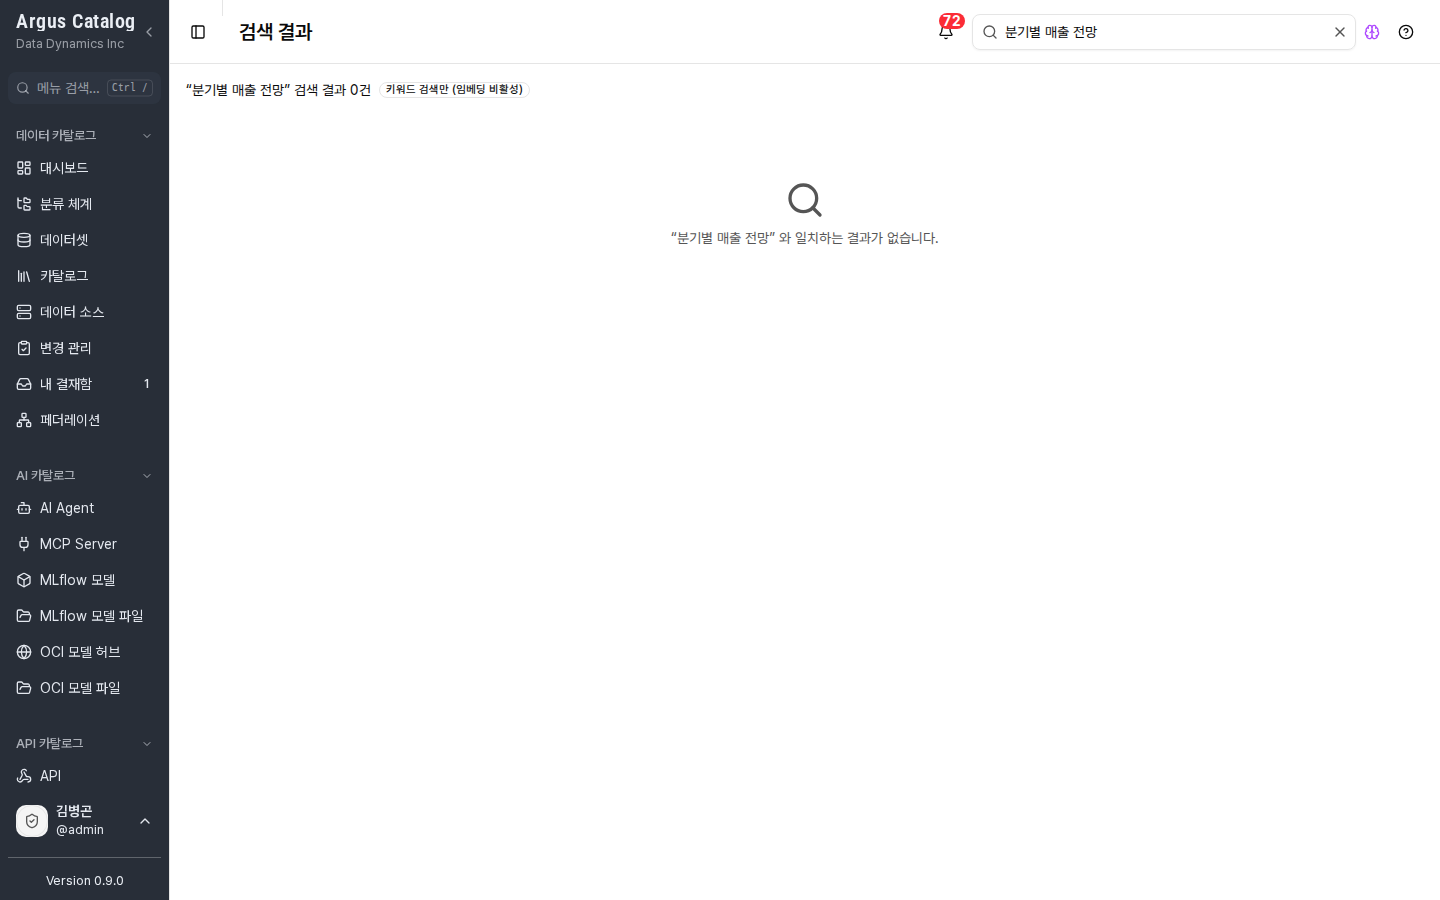 Argus Catalog
Data Dynamics Inc
메뉴 검색... Ctrl /
데이터 카탈로그
대시보드
분류 체계
데이터셋
카탈로그
데이터 소스
변경 관리
내 결재함 1
페더레이션
AI 카탈로그
AI Agent
MCP Server
MLflow 모델
MLflow 모델 파일
OCI 모델 허브
OCI 모델 파일
API 카탈로그
API
김병곤
@admin
Version 0.9.0
검색 결과
72
분기별 매출 전망
“분기별 매출 전망” 검색 결과 0건 키워드 검색만 (임베딩 비활성)
“분기별 매출 전망” 와 일치하는 결과가 없습니다.